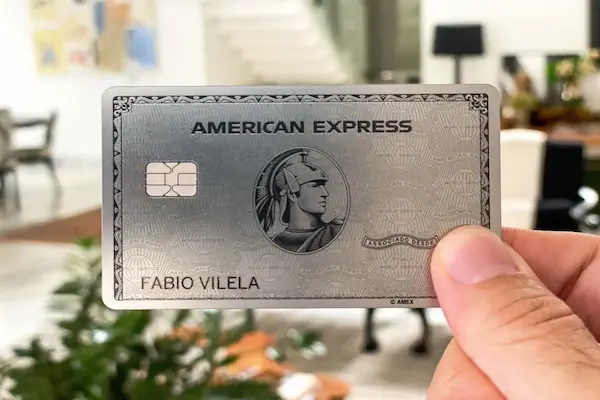 AMERICAN EXPRESS
ASSOCIADO DESDE
FABIO VILELA
© AMEX